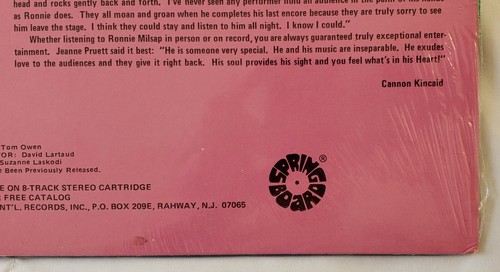 head and rocks gently back and forth. I've never seen any performer hold an audience in the palm of his hands
as Ronnie does. They all moan and groan when he completes his last encore because they are truly sorry to see
him leave the stage. I think they could stay and listen to him all night. I know I could."
Whether listening to Ronnie Milsap in person or on record, you are always guaranteed truly exceptional enter-
tainment. Jeanne Pruett said it best: "He is someone very special. He and his music are inseparable. He exudes
love to the audiences and they give it right back. His soul provides his sight and you feel what's in his Heart!"
Cannon Kincaid
Tom Owen
OR: David Lartaud
Suzanne Laskodi
Been Previously Released.
E ON 8-TRACK STEREO CARTRIDGE
FREE CATALOG
NT'L. RECORDS, INC., P.O. BOX 209E, RAHWAY, N.J. 07065
SPRING BOARD ®